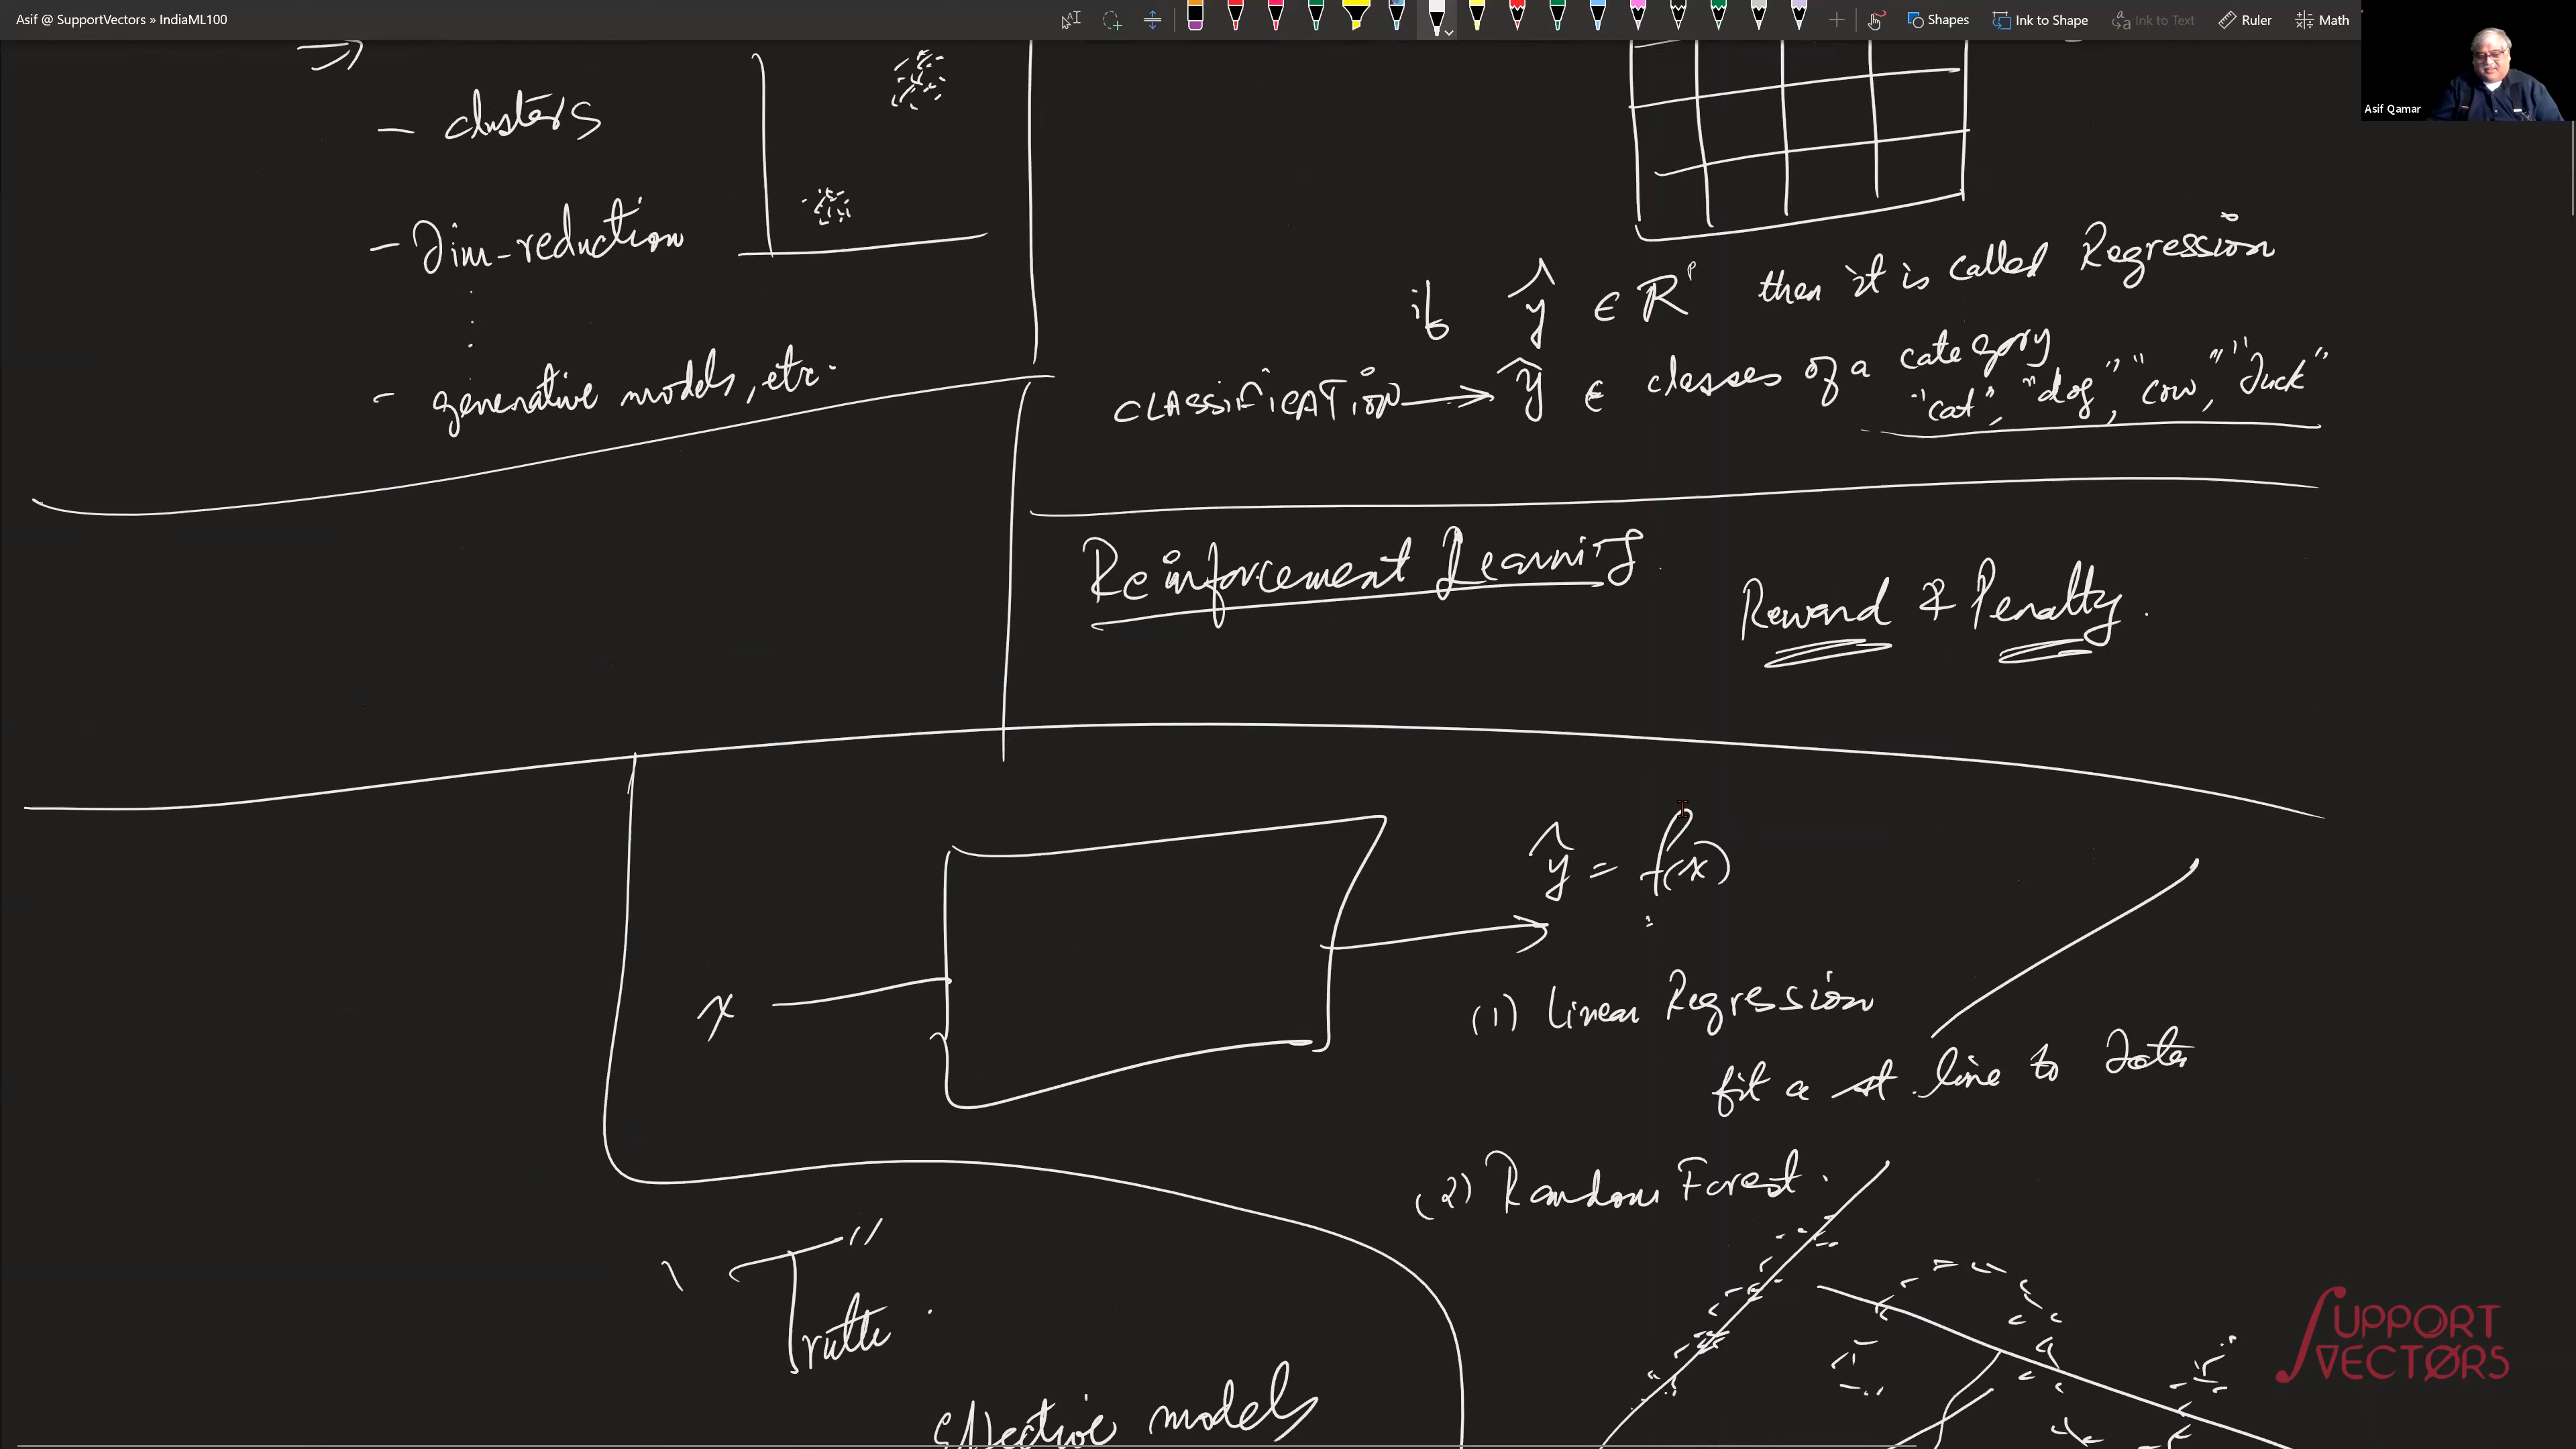 Asif @ SupportVectors » IndiaML100
Shapes
Ink to Shape
Ink to Text
Ruler
Math
Asif Qamar
- clusters
- Dim-reduction
- generative models, etc.
if ŷ ∈ ℝ¹ then it is called Regression
CLASSIFICATION → ŷ ∈ classes of a category
"cat", "dog", "cow", "Duck"
Reinforcement Learning
Reward & Penalty.
ŷ = f(x)
x
(1) Linear Regression
fit a st. line to Data
(2) Random Forest.
"Truth"
Effective models
SUPPORT
VECTORS